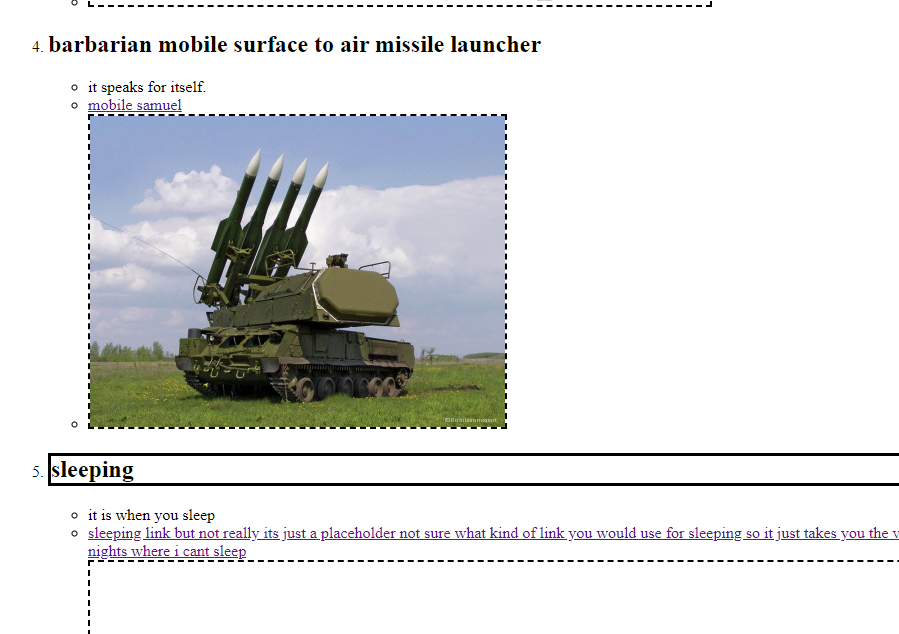 4. barbarian mobile surface to air missile launcher
it speaks for itself.
mobile samuel
5. sleeping
it is when you sleep
sleeping link but not really its just a placeholder not sure what kind of link you would use for sleeping so it just takes you the
nights where i cant sleep